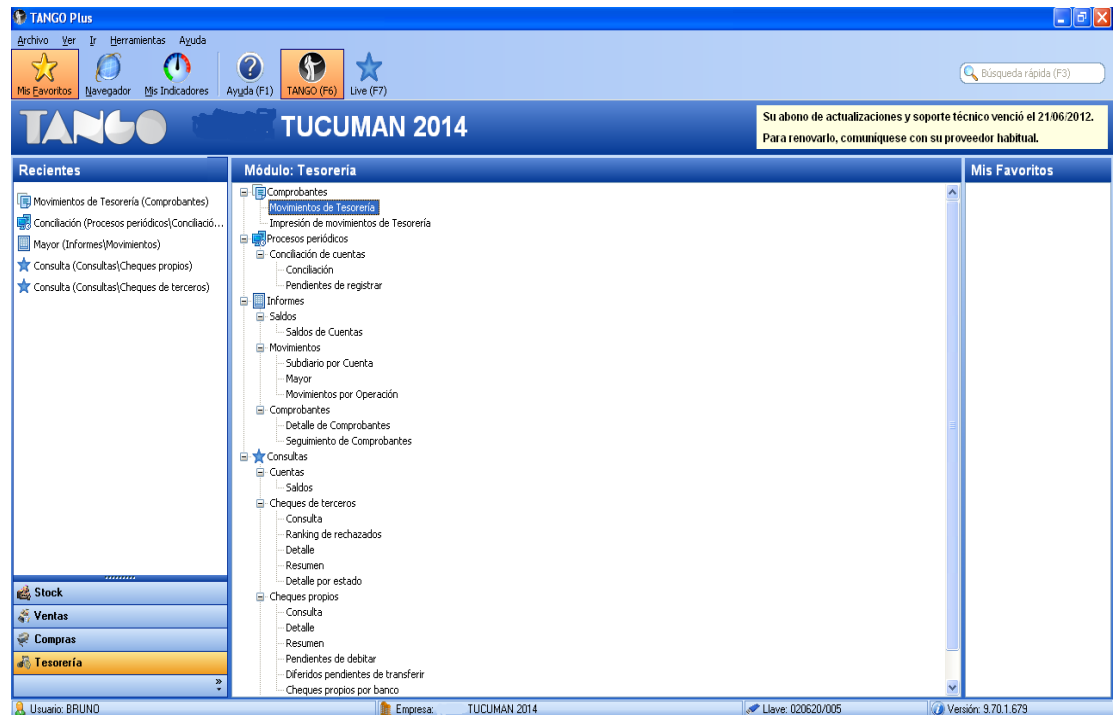 TANGO Plus
Archivo Ver Ir Herramientas Ayuda
Mis Favoritos Navegador Mis Indicadores Ayuda (F1) TANGO (F6) Live (F7)
Búsqueda rápida (F3)
TANGO TUCUMAN 2014
Su abono de actualizaciones y soporte técnico venció el 21/06/2012.
Para renovarlo, comuníquese con su proveedor habitual.
Recientes
Movimientos de Tesorería (Comprobantes)
Conciliación (Procesos periódicos\Conciliació...
Mayor (Informes\Movimientos)
Consulta (Consultas\Cheques propios)
Consulta (Consultas\Cheques de terceros)
Stock
Ventas
Compras
Tesorería
»
Módulo: Tesorería
Comprobantes
Movimientos de Tesorería
Impresión de movimientos de Tesorería
Procesos periódicos
Conciliación de cuentas
Conciliación
Pendientes de registrar
Informes
Saldos
Saldos de Cuentas
Movimientos
Subdiario por Cuenta
Mayor
Movimientos por Operación
Comprobantes
Detalle de Comprobantes
Seguimiento de Comprobantes
Consultas
Cuentas
Saldos
Cheques de terceros
Consulta
Ranking de rechazados
Detalle
Resumen
Detalle por estado
Cheques propios
Consulta
Detalle
Resumen
Pendientes de debitar
Diferidos pendientes de transferir
Cheques propios por banco
Mis Favoritos
Usuario: BRUNO Empresa: TUCUMAN 2014 Llave: 020620/005 Versión: 9.70.1.679